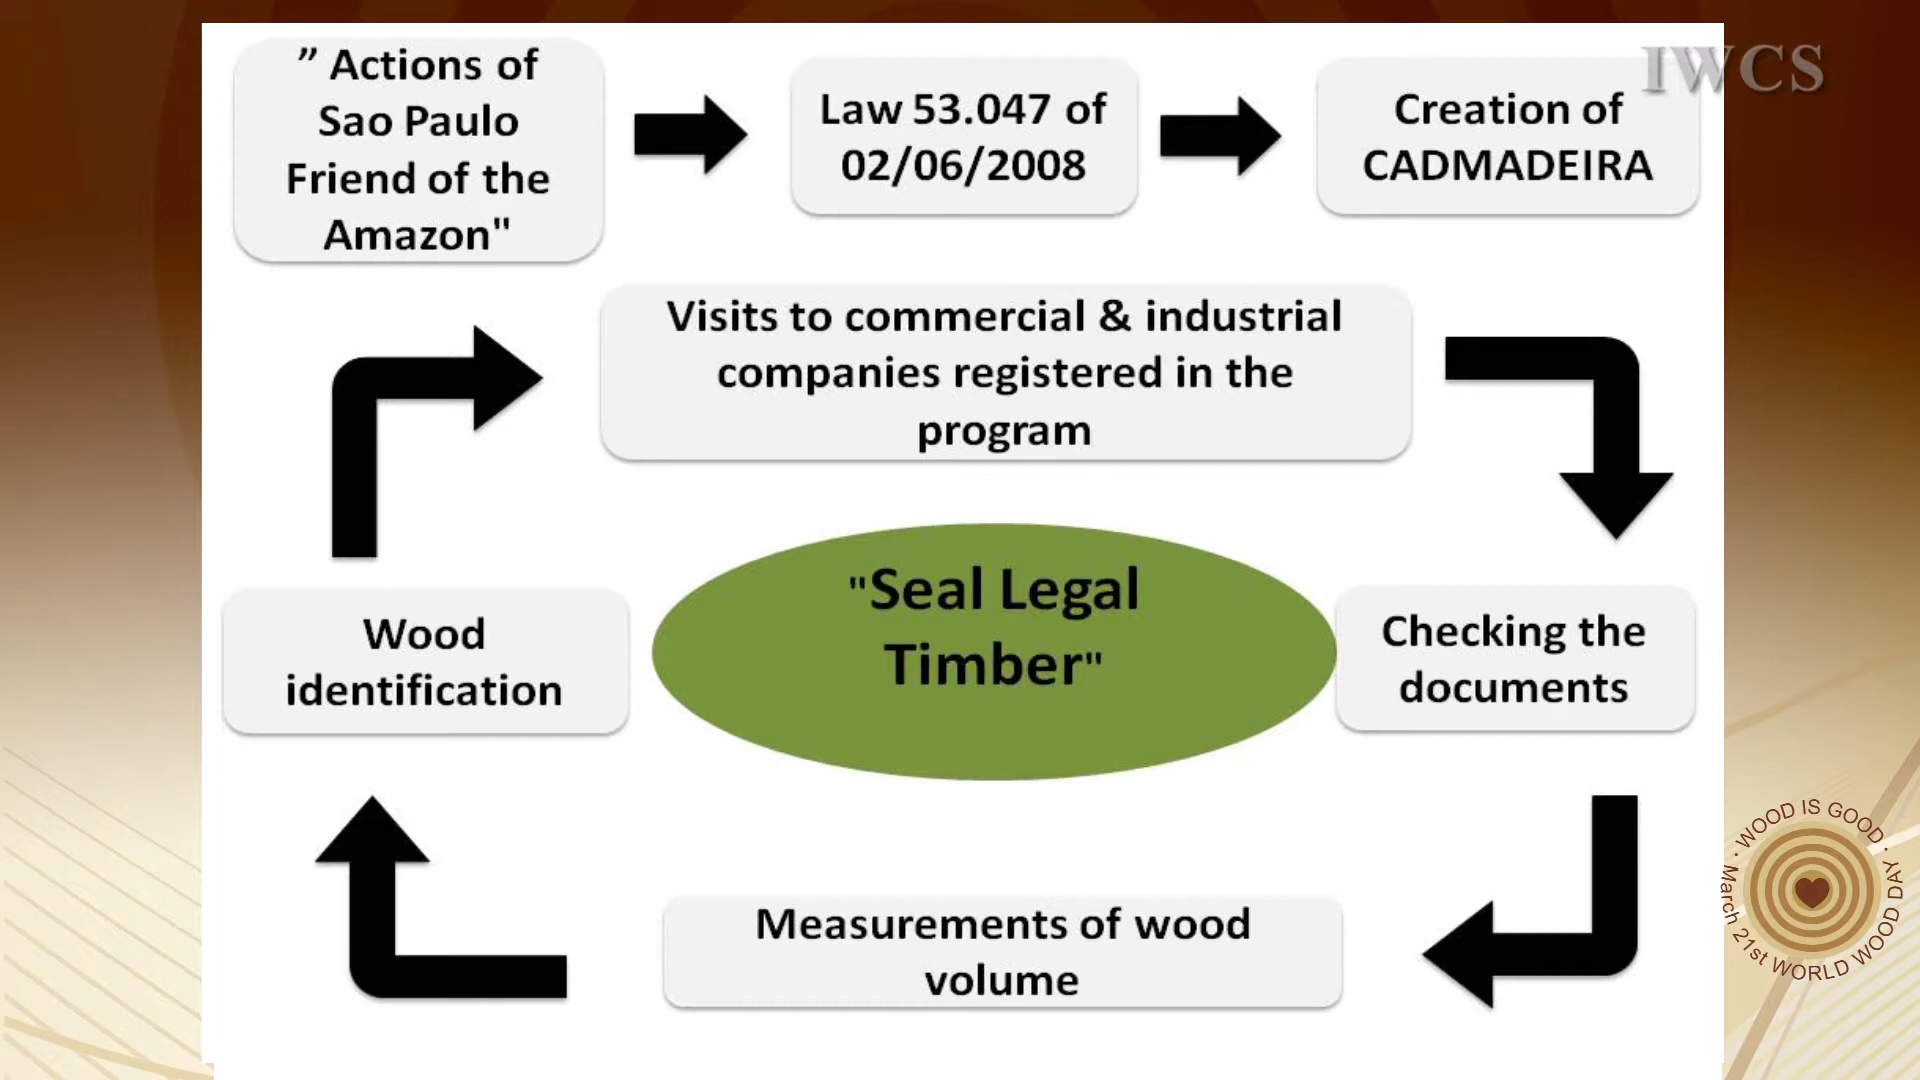 ” Actions of
Sao Paulo
Friend of the
Amazon"
Law 53.047 of
02/06/2008
Creation of
CADMADEIRA
IWCS
Visits to commercial & industrial
companies registered in the
program
"Seal Legal
Timber"
Wood
identification
Checking the
documents
Measurements of wood
volume
· WOOD IS GOOD ·
March 21st WORLD WOOD DAY